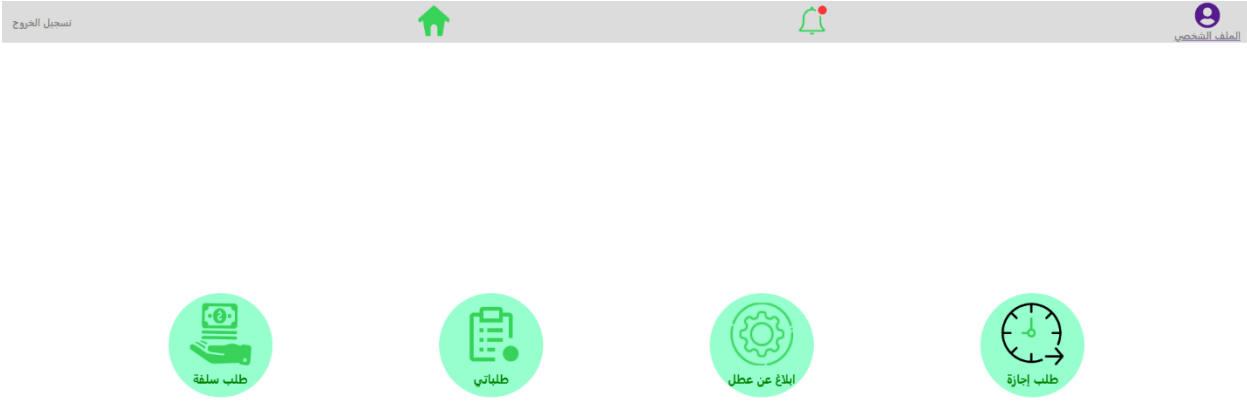 الملف الشخصي
تسجيل الخروج
طلب إجازة
ابلاغ عن عطل
طلباتي
طلب سلفة